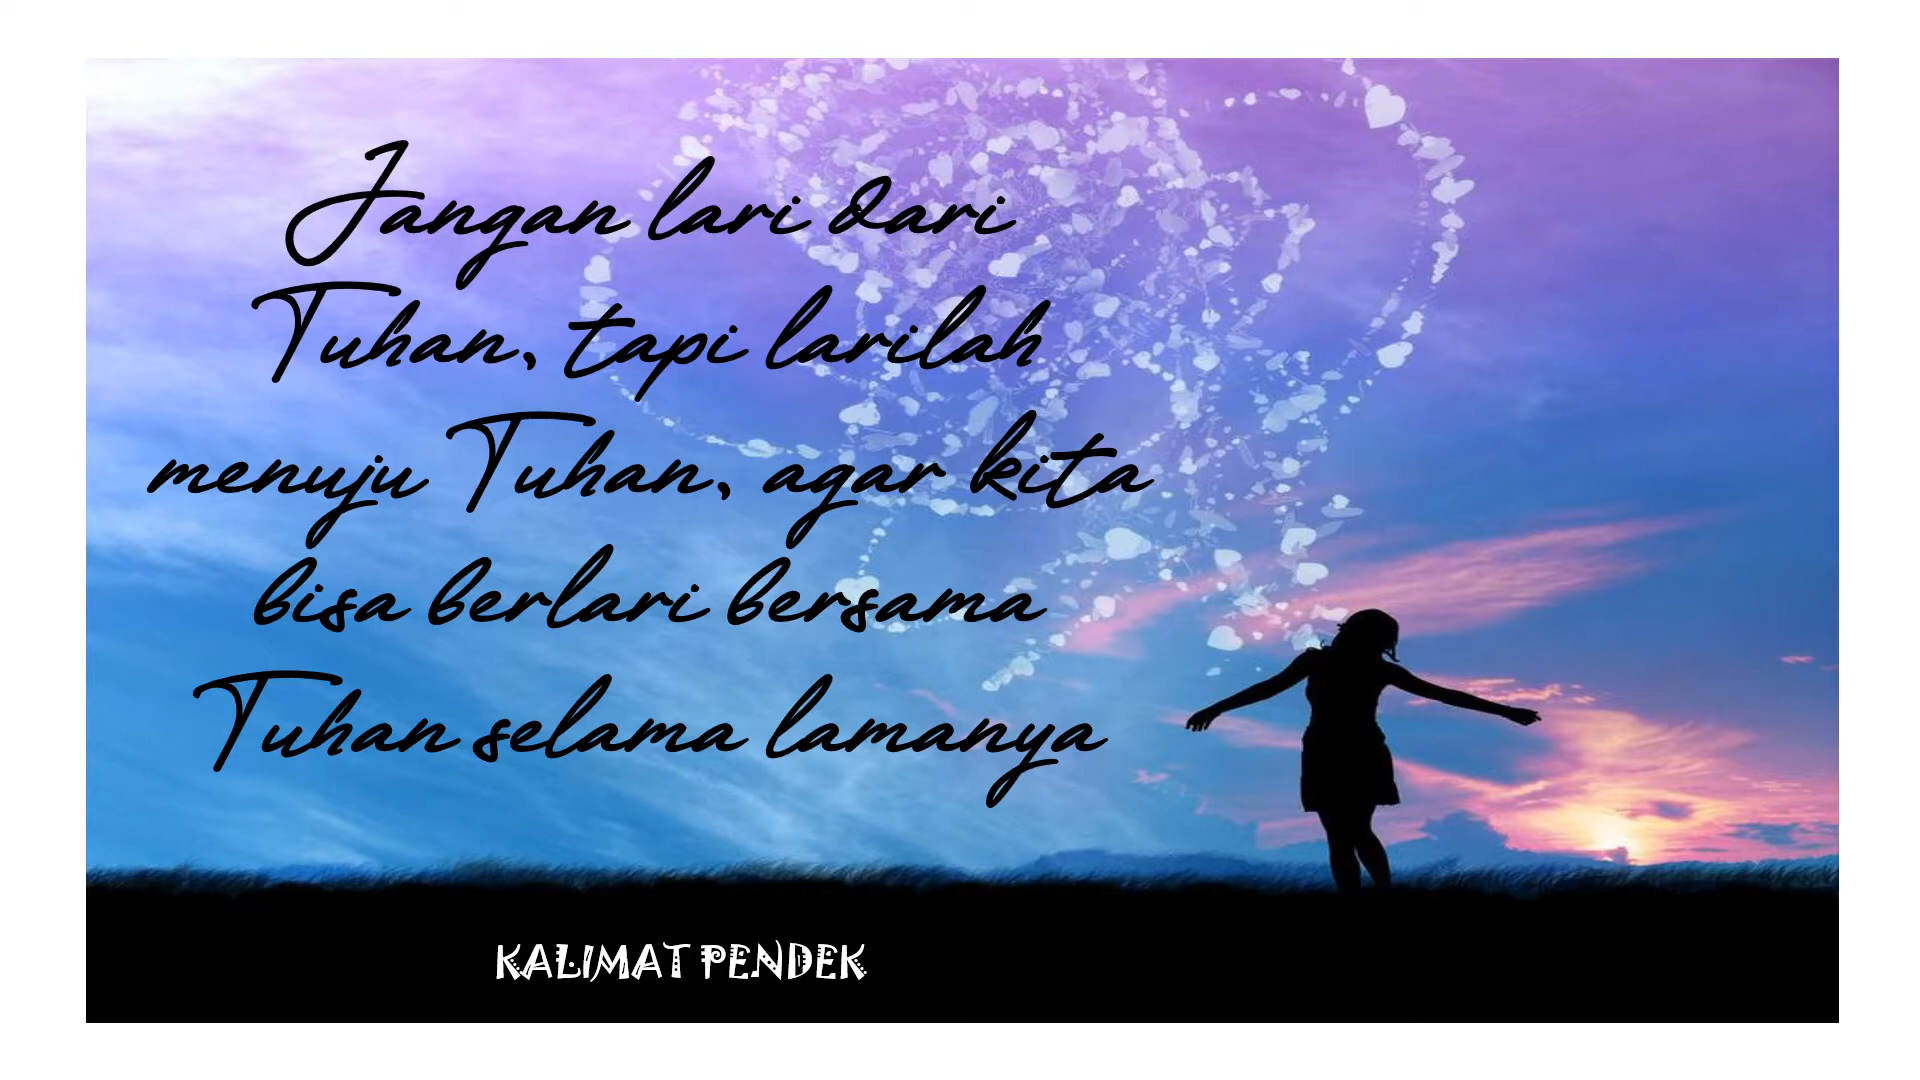 Jangan lari dari
Tuhan, tapi larilah
menuju Tuhan, agar kita
bisa berlari bersama
Tuhan selama lamanya
KALIMAT PENDEK